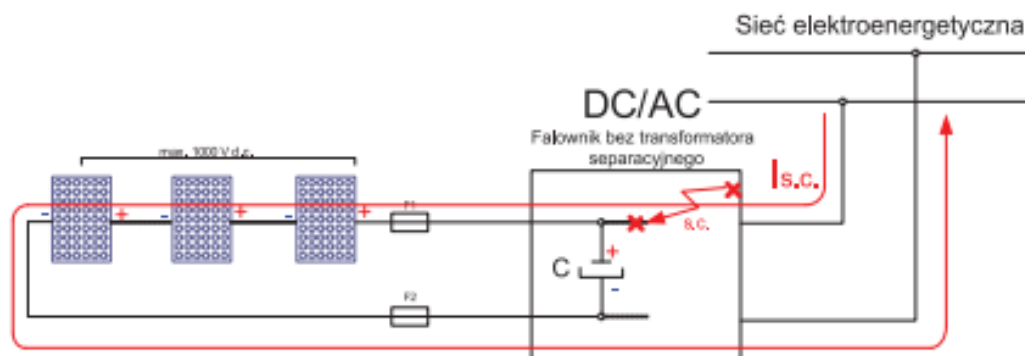 Sieć elektroenergetyczna
DC/AC
Falownik bez transformatora
separacyjnego
max. 1000 V d.c.
Is.c.
- + - + - +
F1
s.c.
+
C
-
F2